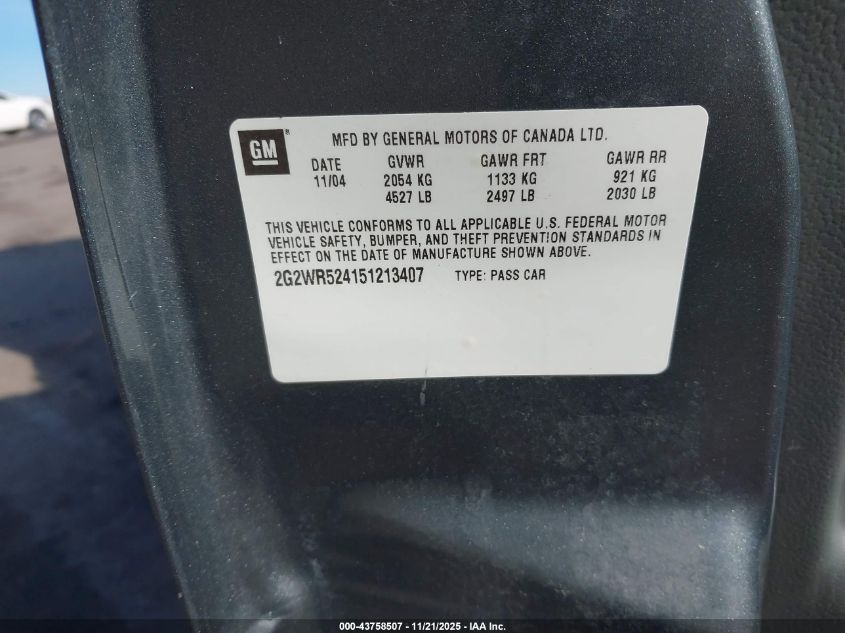 GM ®
MFD BY GENERAL MOTORS OF CANADA LTD.
DATE GVWR GAWR FRT GAWR RR
11/04 2054 KG 1133 KG 921 KG
4527 LB 2497 LB 2030 LB
THIS VEHICLE CONFORMS TO ALL APPLICABLE U.S. FEDERAL MOTOR
VEHICLE SAFETY, BUMPER, AND THEFT PREVENTION STANDARDS IN
EFFECT ON THE DATE OF MANUFACTURE SHOWN ABOVE.
2G2WR524151213407 TYPE: PASS CAR
000-43758507 - 11/21/2025 - IAA Inc.